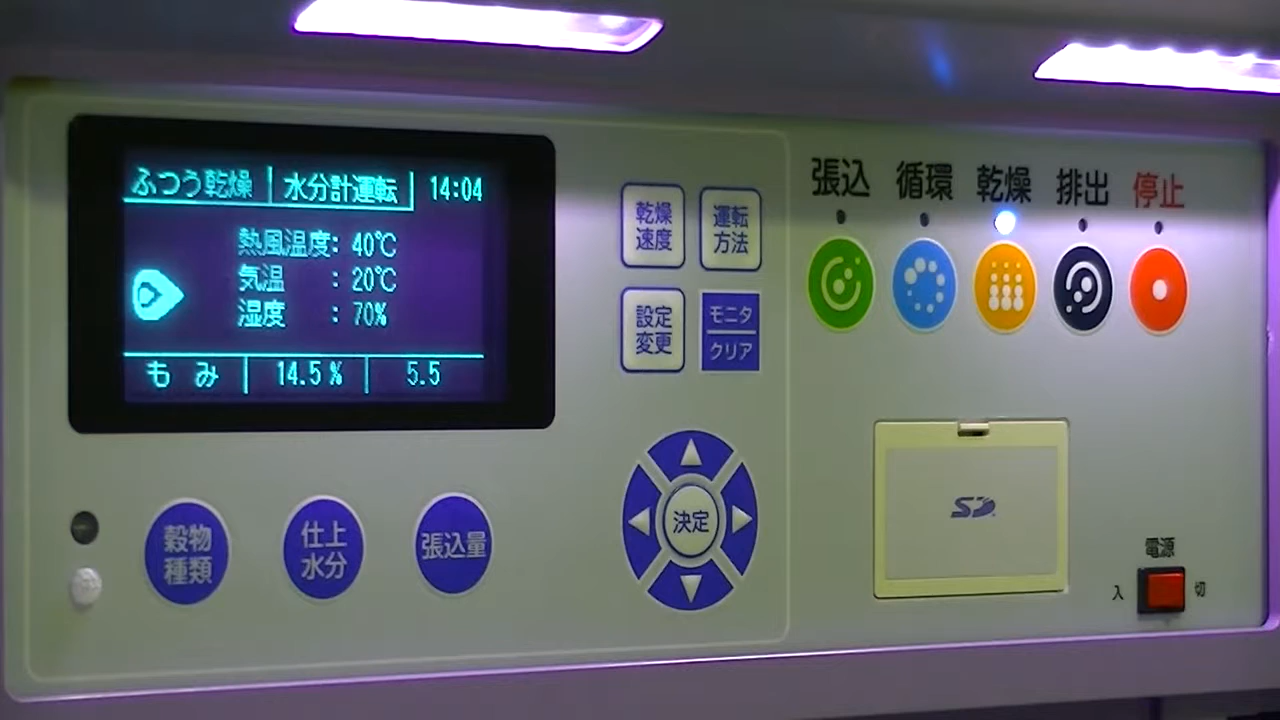 ふつう乾燥 水分計運転 14:04
熱風温度: 40℃
気温 : 20℃
湿度 : 70%
もみ 14.5% 5.5
乾燥
速度
運転
方法
設定
変更
モニタ
クリア
張込 循環 乾燥 排出 停止
決定
穀物
種類
仕上
水分
張込量
SD
電源
入 切